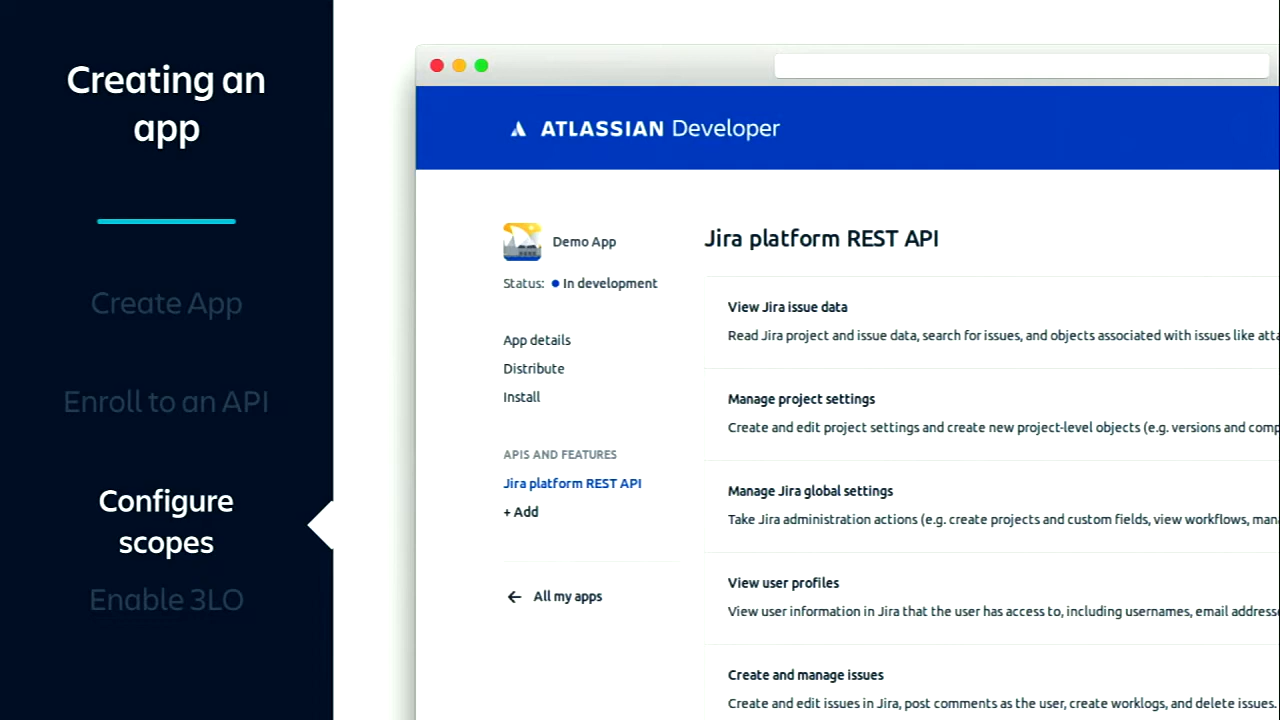 Creating an
app
Create App
Enroll to an API
Configure
scopes
Enable 3LO
ATLASSIAN Developer
Demo App
Status: In development
App details
Distribute
Install
APIS AND FEATURES
Jira platform REST API
+ Add
All my apps
Jira platform REST API
View Jira issue data
Read Jira project and issue data, search for issues, and objects associated with issues like
Manage project settings
Create and edit project settings and create new project-level objects (e.g. versions and
Manage Jira global settings
Take Jira administration actions (e.g. create projects and custom fields, view workflows,
View user profiles
View user information in Jira that the user has access to, including usernames, email
Create and manage issues
Create and edit issues in Jira, post comments as the user, create worklogs, and delete issues.